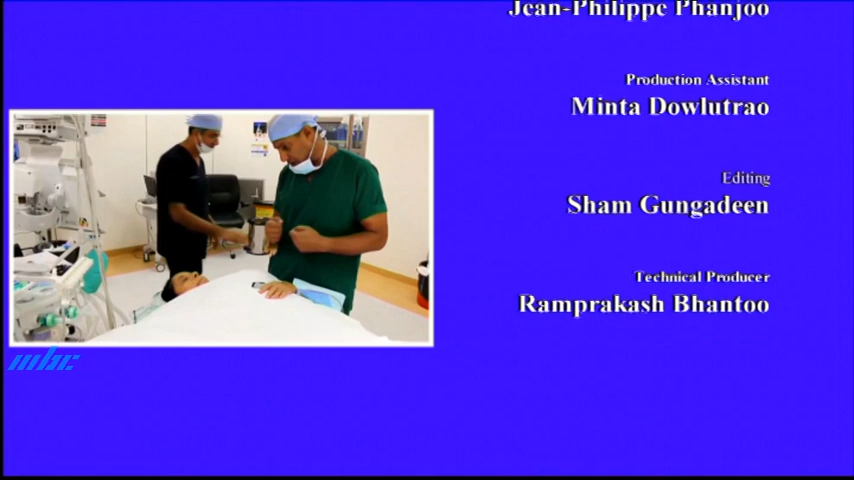 Jean-Philippe Phanjoo
Production Assistant
Minta Dowlutrao
Editing
Sham Gungadeen
Technical Producer
Ramprakash Bhantoo
mbc